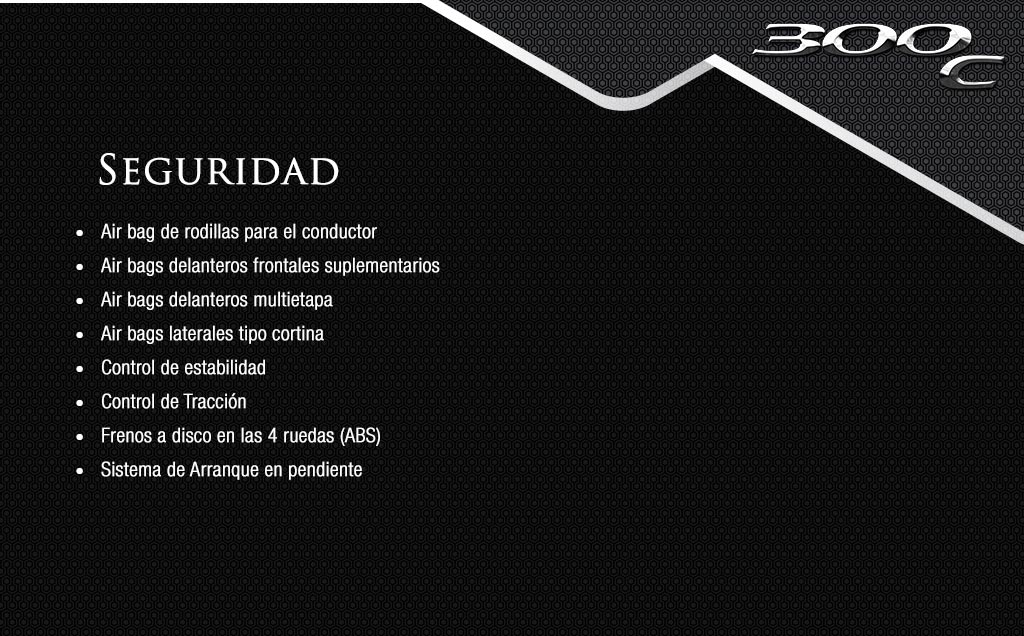 300
C
SEGURIDAD
Air bag de rodillas para el conductor
Air bags delanteros frontales suplementarios
Air bags delanteros multietapa
Air bags laterales tipo cortina
Control de estabilidad
Control de Tracción
Frenos a disco en las 4 ruedas (ABS)
Sistema de Arranque en pendiente